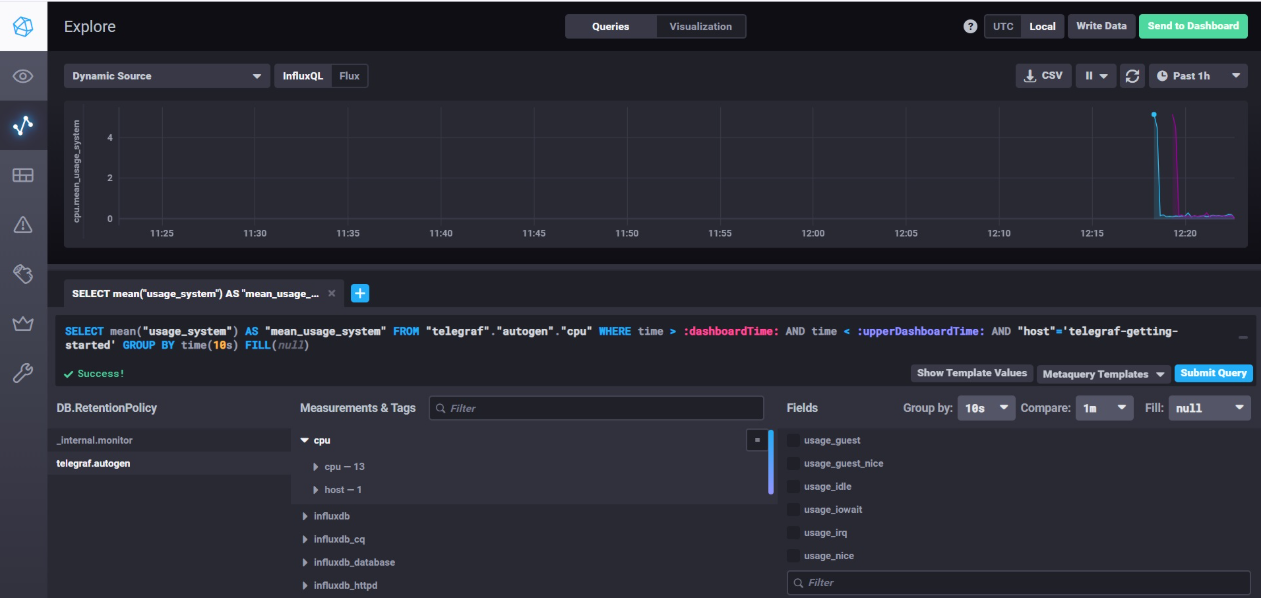 Explore
Queries
Visualization
?
UTC
Local
Write Data
Send to Dashboard
Dynamic Source
InfluxQL
Flux
CSV
Past 1h
cpu.mean_usage_system
4
2
0
11:25
11:30
11:35
11:40
11:45
11:50
11:55
12:00
12:05
12:10
12:15
12:20
SELECT mean("usage_system") AS "mean_usage_...
SELECT mean("usage_system") AS "mean_usage_system" FROM "telegraf"."autogen"."cpu" WHERE time > :dashboardTime: AND time < :upperDashboardTime: AND "host"='telegraf-getting-
started' GROUP BY time(10s) FILL(null)
Success!
Show Template Values
Metaquery Templates
Submit Query
DB.RetentionPolicy
Measurements & Tags
Filter
Fields
Group by:
10s
Compare:
1m
Fill:
null
_internal.monitor
telegraf.autogen
cpu
=
cpu — 13
host — 1
influxdb
influxdb_cq
influxdb_database
influxdb_httpd
usage_guest
usage_guest_nice
usage_idle
usage_iowait
usage_irq
usage_nice
Filter